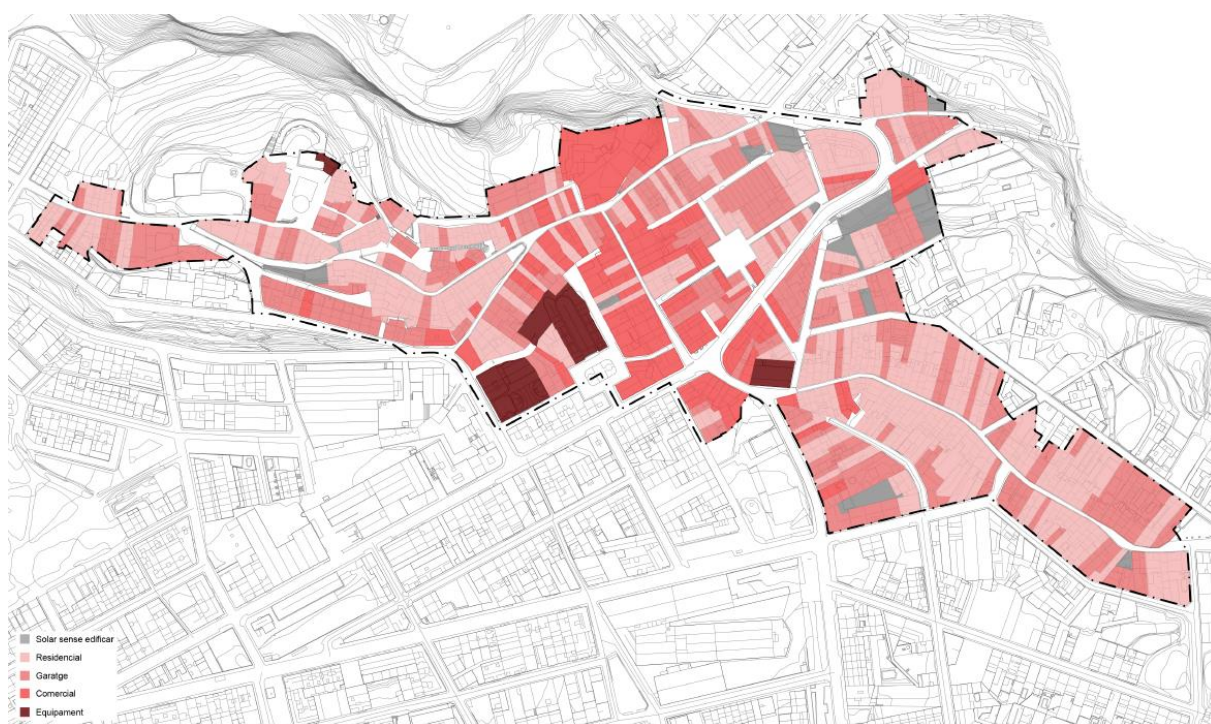 Solar sense edificar
Residencial
Garatge
Comercial
Equipament